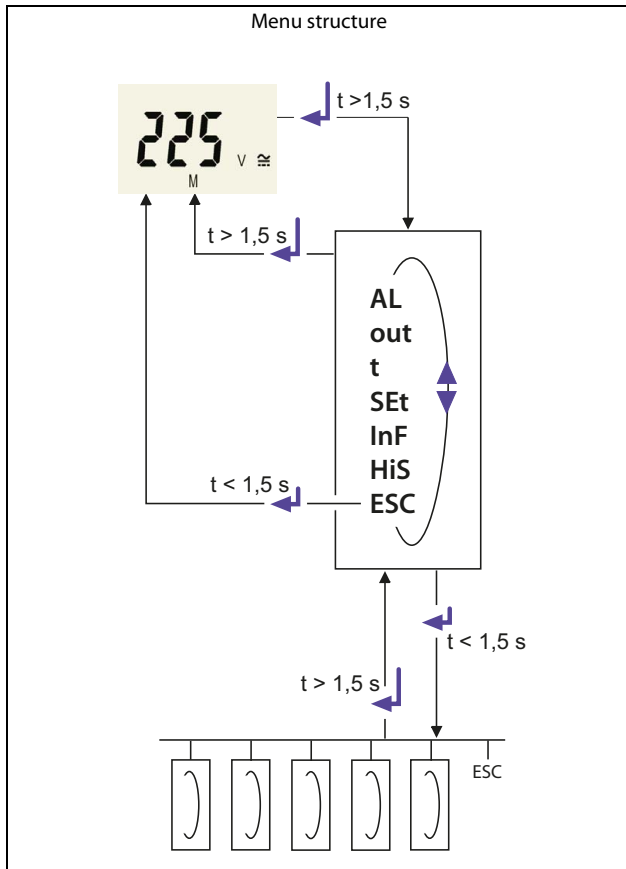 Menu structure
t >1,5 s
225 V ≅
M
t > 1,5 s
AL
out
t
SEt
InF
HiS
ESC
t < 1,5 s
t < 1,5 s
t > 1,5 s
ESC